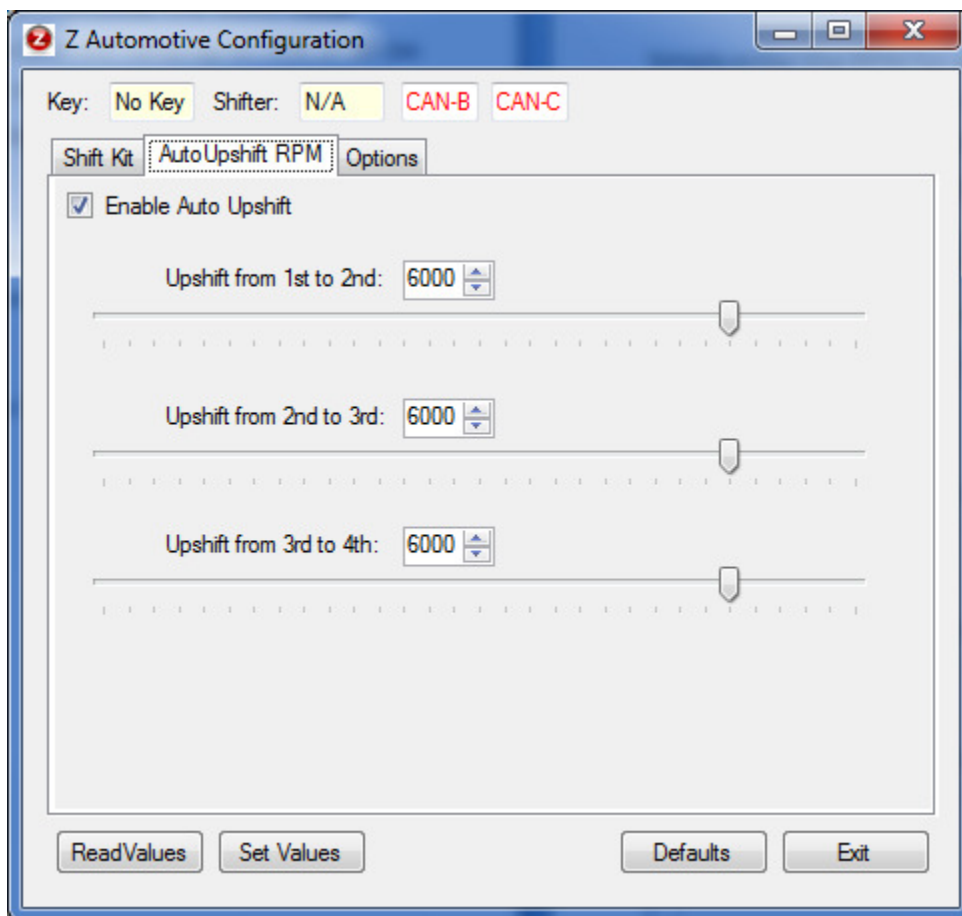 Z Automotive Configuration
Key: No Key Shifter: N/A CAN-B CAN-C
Shift Kit AutoUpshift RPM Options
Enable Auto Upshift
Upshift from 1st to 2nd: 6000
Upshift from 2nd to 3rd: 6000
Upshift from 3rd to 4th: 6000
ReadValues Set Values Defaults Exit